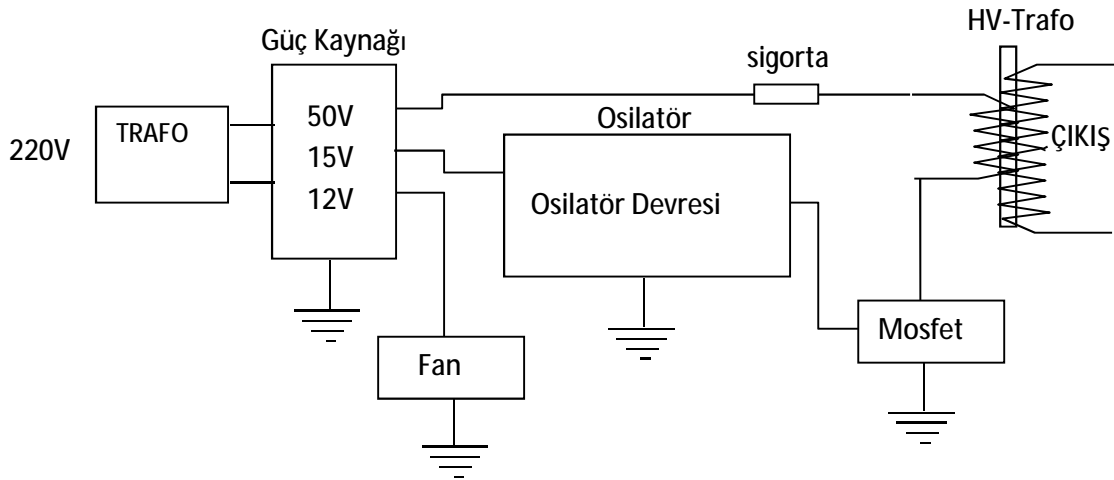 HV-Trafo
Güç Kaynağı
sigorta
50V
Osilatör
220V
TRAFO
15V
ÇIKIŞ
12V
Osilatör Devresi
Mosfet
Fan